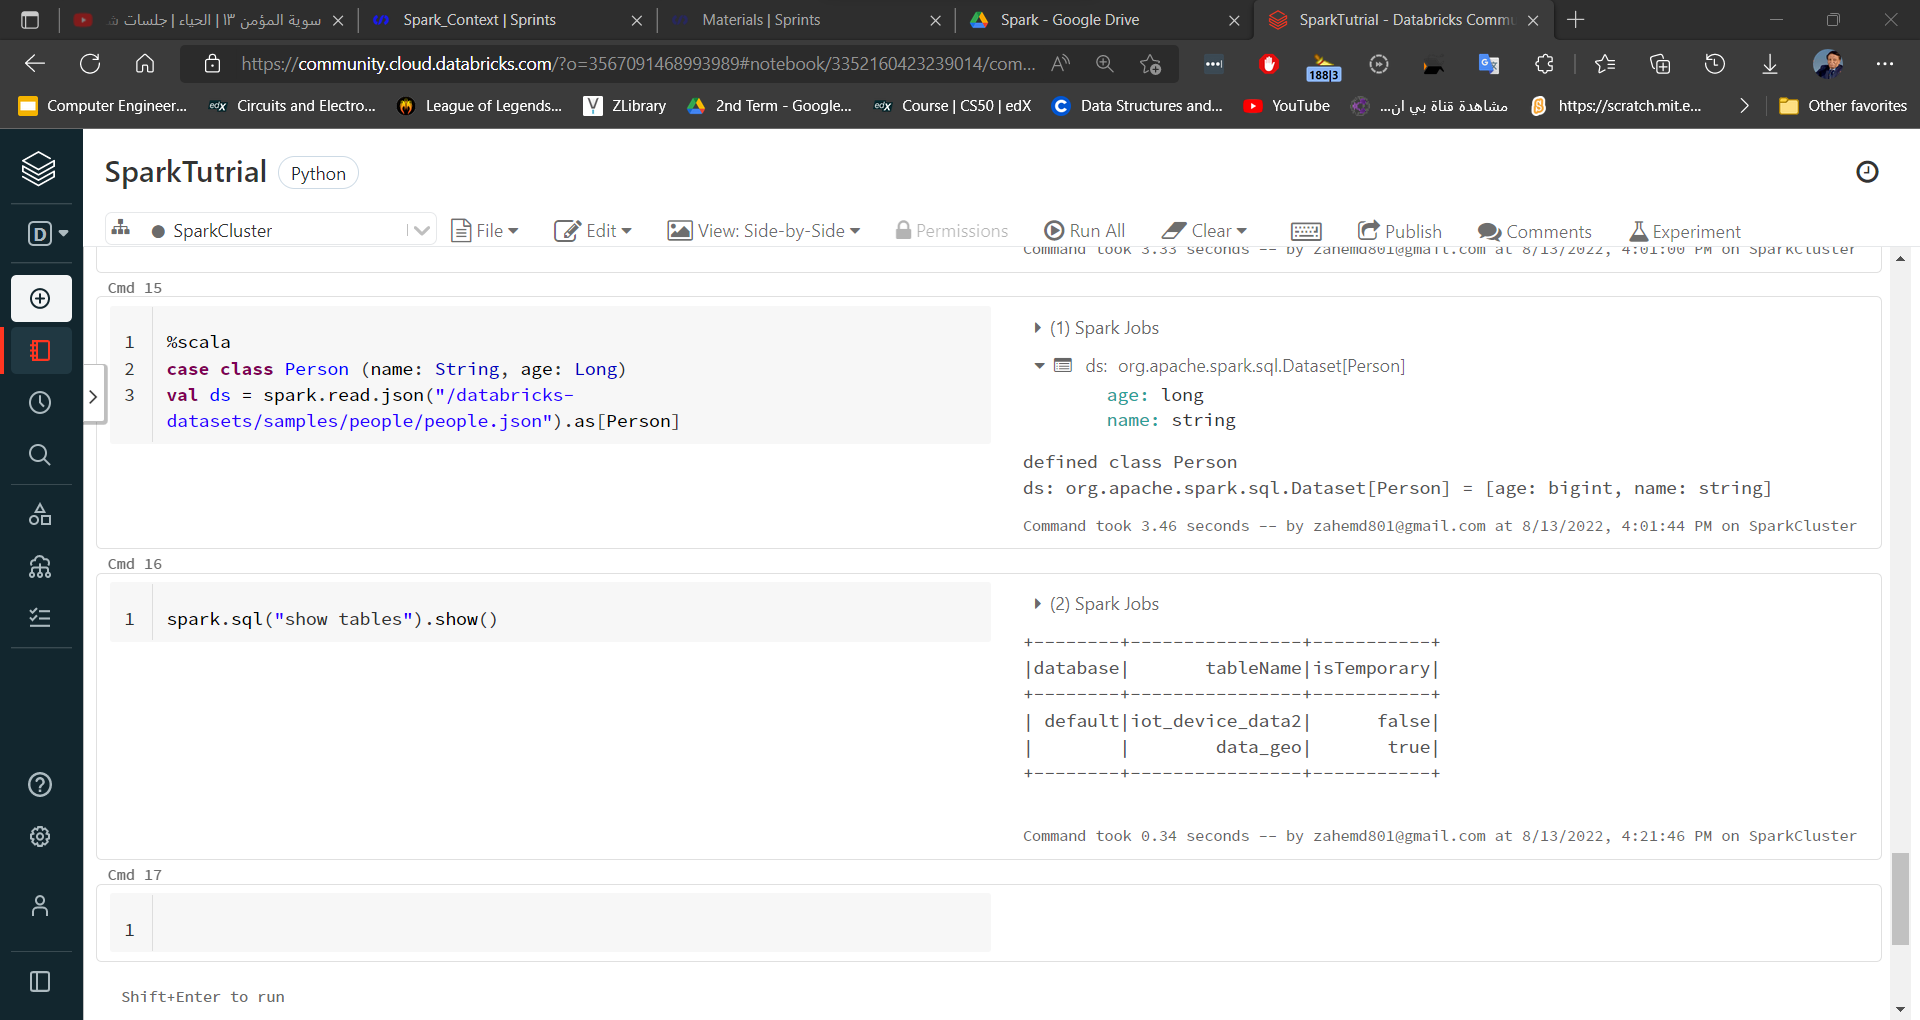 سوية المؤمن ١٣ | الحياء | جلسات ش
Spark_Context | Sprints
Materials | Sprints
Spark - Google Drive
SparkTutrial - Databricks Commu
https://community.cloud.databricks.com/?o=3567091468993989#notebook/3352160423239014/com...
188|3
Computer Engineer...
edx Circuits and Electro...
League of Legends...
V ZLibrary
2nd Term - Google...
edx Course | CS50 | edX
C Data Structures and...
YouTube
مشاهدة قناة بي ان...
https://scratch.mit.e...
Other favorites
SparkTutrial
Python
D
SparkCluster
File
Edit
View: Side-by-Side
Permissions
Run All
Clear
Publish
Comments
Experiment
Command took 3.33 seconds -- by zahemd801@gmail.com at 8/13/2022, 4:01:00 PM on SparkCluster
Cmd 15
1 %scala
2 case class Person (name: String, age: Long)
3 val ds = spark.read.json("/databricks-
datasets/samples/people/people.json").as[Person]
(1) Spark Jobs
ds: org.apache.spark.sql.Dataset[Person]
age: long
name: string
defined class Person
ds: org.apache.spark.sql.Dataset[Person] = [age: bigint, name: string]
Command took 3.46 seconds -- by zahemd801@gmail.com at 8/13/2022, 4:01:44 PM on SparkCluster
Cmd 16
1 spark.sql("show tables").show()
(2) Spark Jobs
+--------+----------------+-----------+
|database|       tableName|isTemporary|
+--------+----------------+-----------+
| default|iot_device_data2|      false|
|        |        data_geo|       true|
+--------+----------------+-----------+
Command took 0.34 seconds -- by zahemd801@gmail.com at 8/13/2022, 4:21:46 PM on SparkCluster
Cmd 17
1
Shift+Enter to run